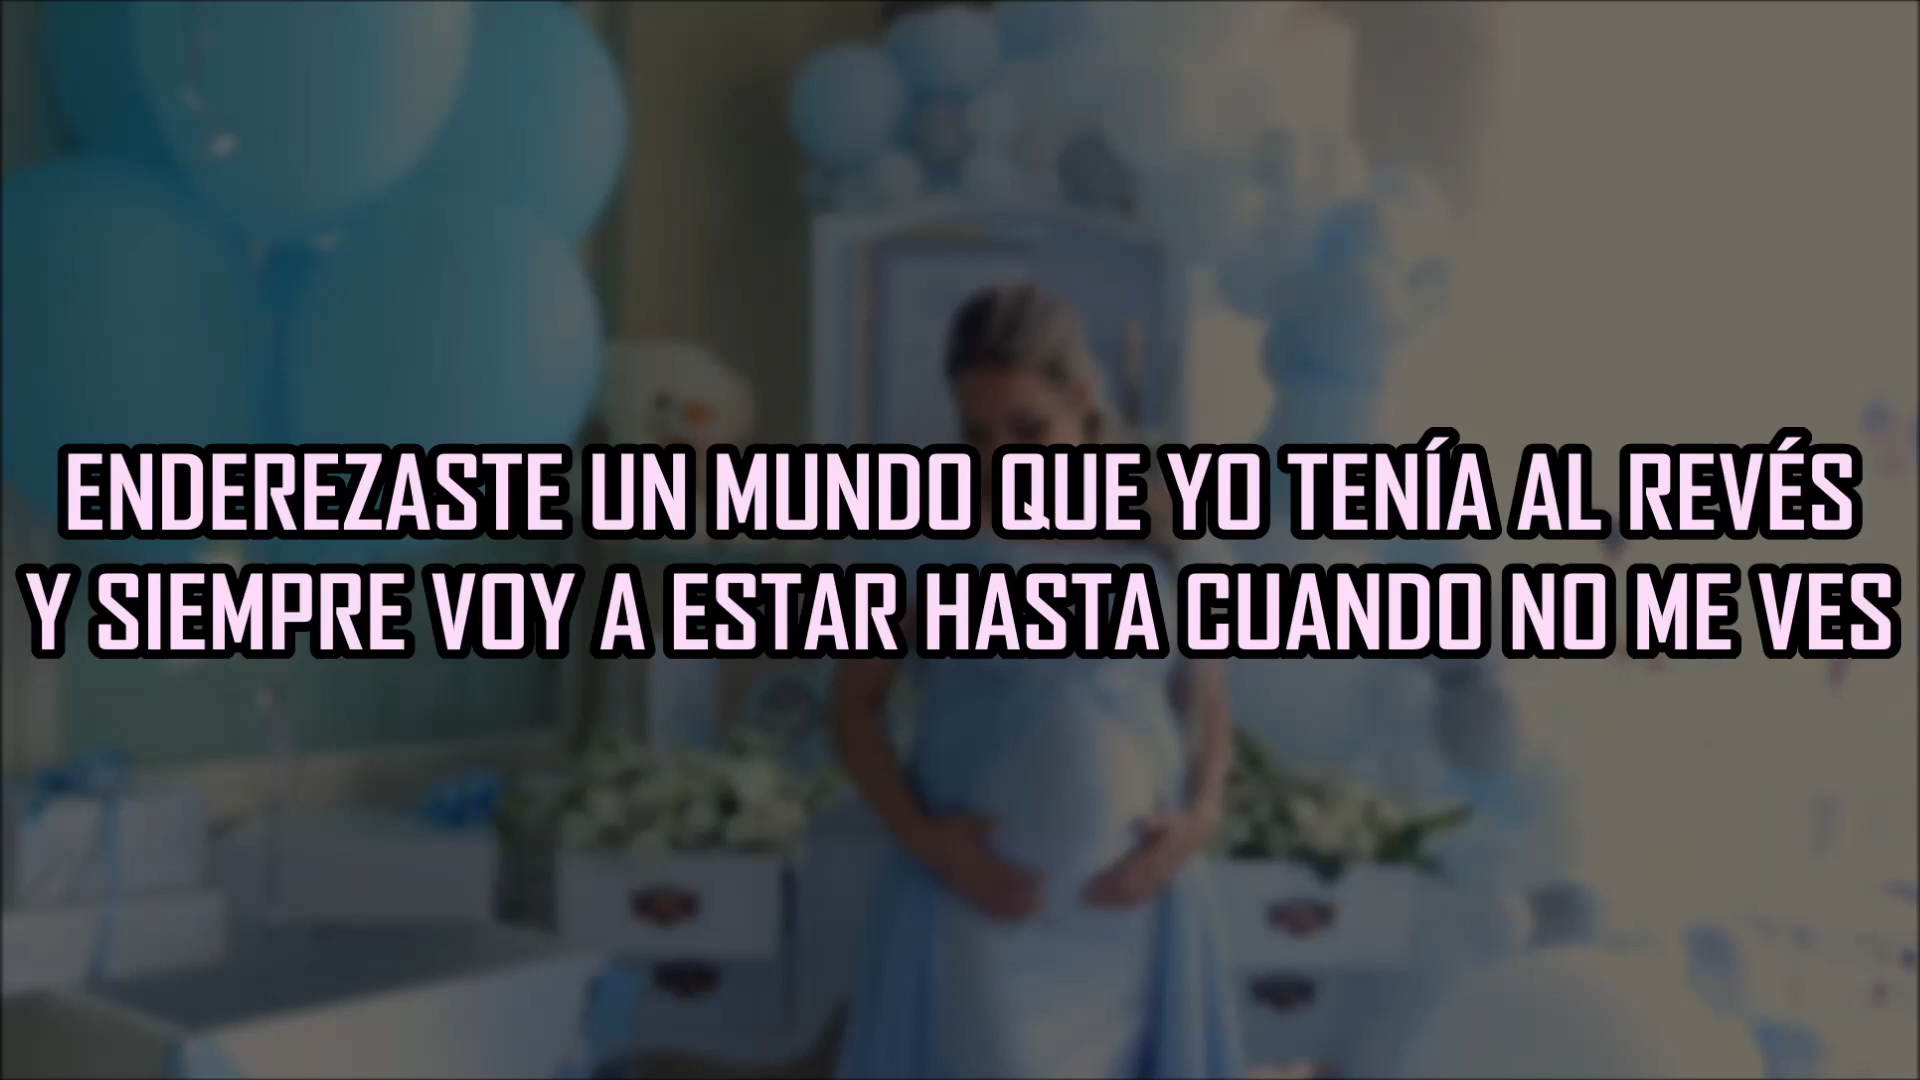 ENDEREZASTE UN MUNDO QUE YO TENÍA AL REVÉS
Y SIEMPRE VOY A ESTAR HASTA CUANDO NO ME VES